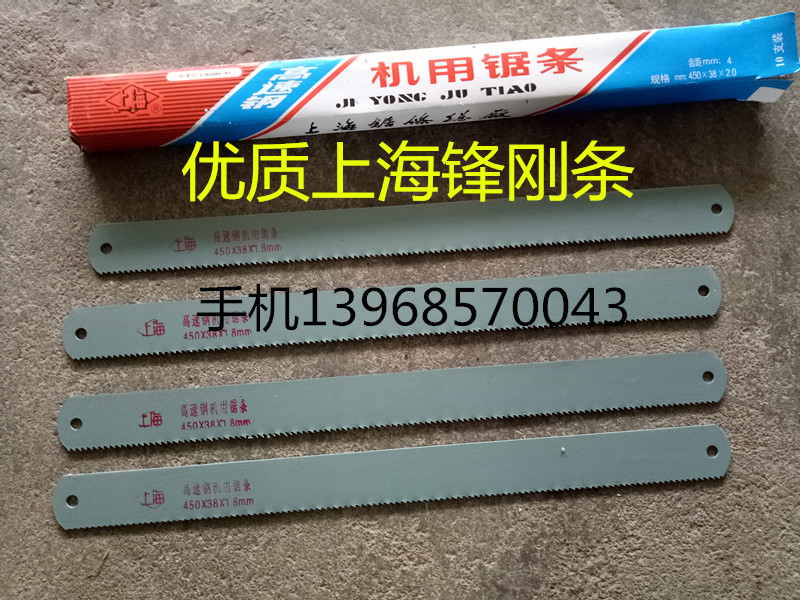 上海
高速钢
机用锯条
JI YONG JU TIAO
齿距mm: 4
规格 mm: 450×38×2.0
10支装
优质上海锋刚条
上海
高速钢机用锯条
450X38X1.8mm
手机13968570043
上海
高速钢机用锯条
450X38X1.8mm
上海
高速钢机用锯条
450X38X1.8mm
上海
高速钢机用锯条
450X38X1.8mm